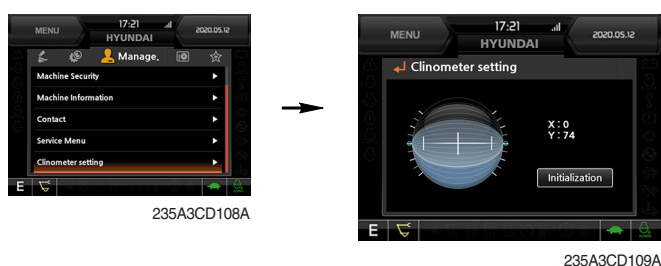 MENU
17:21
HYUNDAI
2020.05.12
Manage.
Machine Security
Machine Information
Contact
Service Menu
Clinometer setting
E
235A3CD108A
MENU
17:21
HYUNDAI
2020.05.12
Clinometer setting
X : 0
Y : 74
Initialization
E
235A3CD109A